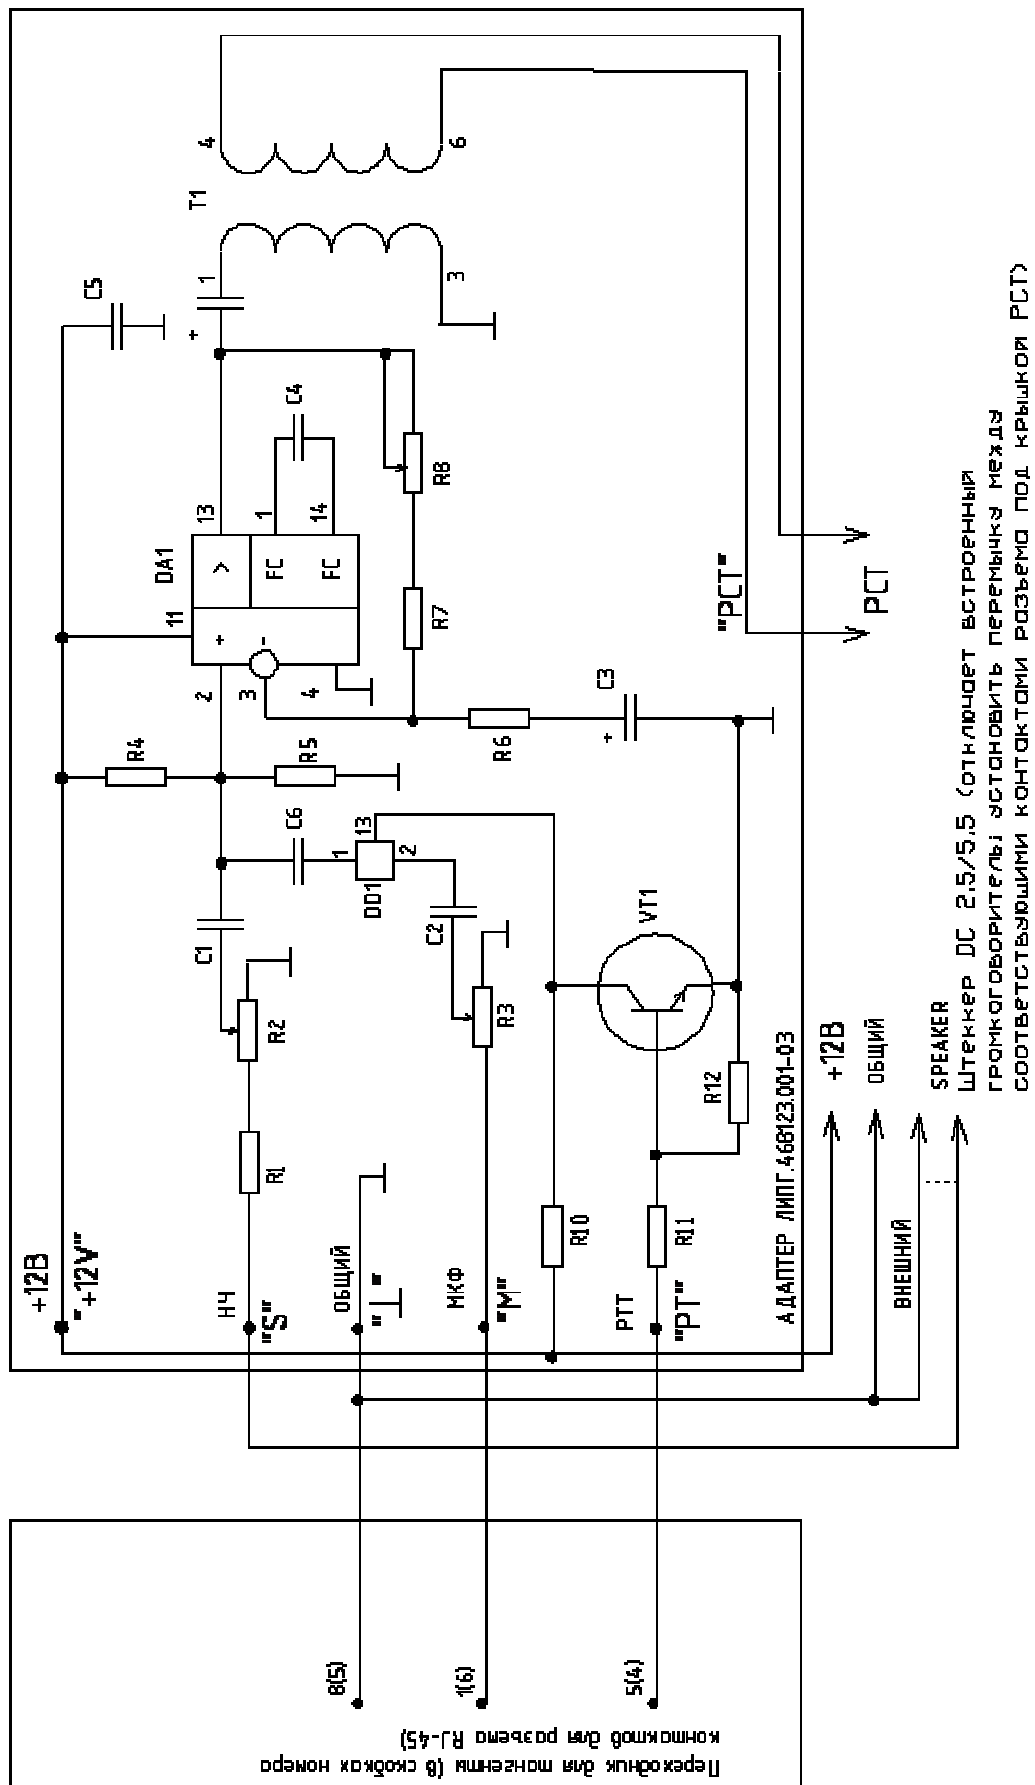 +12В
"+12V"
НЧ
"S"
ОБЩИЙ
"⊥"
МКФ
"M"
РТТ
"PT"
R1
R2
C1
R4
R5
C6
1
DD1
13
2
C2
R3
R10
R11
R12
VT1
2
3
4
11
DA1
+
-
>
FC
FC
13
1
14
C4
R6
C3
+
R7
R8
C5
+
1
3
T1
4
6
"РСТ"
РСТ
АДАПТЕР ЛИПГ.468123.001-03
+12В
ОБЩИЙ
ВНЕШНИЙ
SPEAKER
Штеккер DC 2.5/5.5 (отключает встроенный
громкоговоритель) установить перемычку между
соответствующими контактами разъема под крышкой РСТ)
8(5)
1(6)
5(4)
Переходник для тангенты (в скобках номера
контактов для разъема RJ-45)